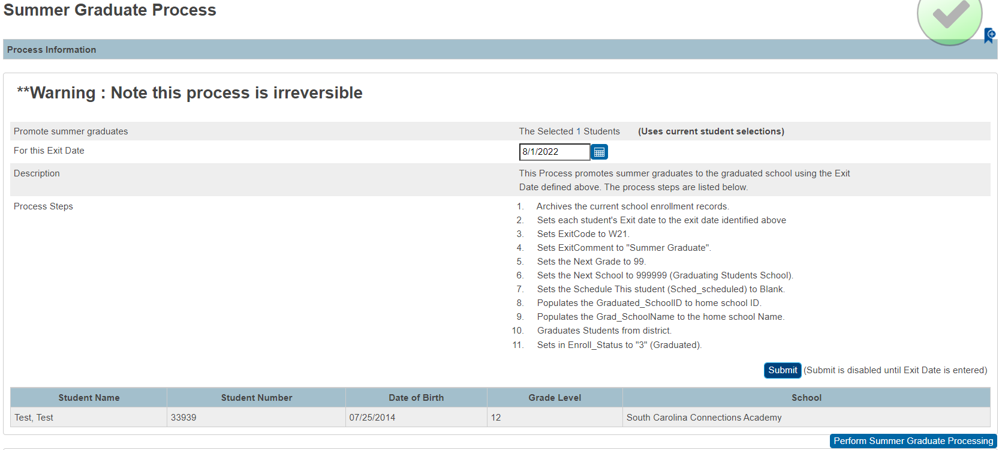 Summer Graduate Process
Process Information
**Warning : Note this process is irreversible
Promote summer graduates The Selected 1 Students (Uses current student selections)
For this Exit Date 8/1/2022
Description This Process promotes summer graduates to the graduated school using the Exit
Date defined above. The process steps are listed below.
Process Steps 1. Archives the current school enrollment records.
2. Sets each student's Exit date to the exit date identified above
3. Sets ExitCode to W21.
4. Sets ExitComment to "Summer Graduate".
5. Sets the Next Grade to 99.
6. Sets the Next School to 999999 (Graduating Students School).
7. Sets the Schedule This student (Sched_scheduled) to Blank.
8. Populates the Graduated_SchoolID to home school ID.
9. Populates the Grad_SchoolName to the home school Name.
10. Graduates Students from district.
11. Sets in Enroll_Status to "3" (Graduated).
Submit (Submit is disabled until Exit Date is entered)
Student Name Student Number Date of Birth Grade Level School
Test, Test 33939 07/25/2014 12 South Carolina Connections Academy
Perform Summer Graduate Processing